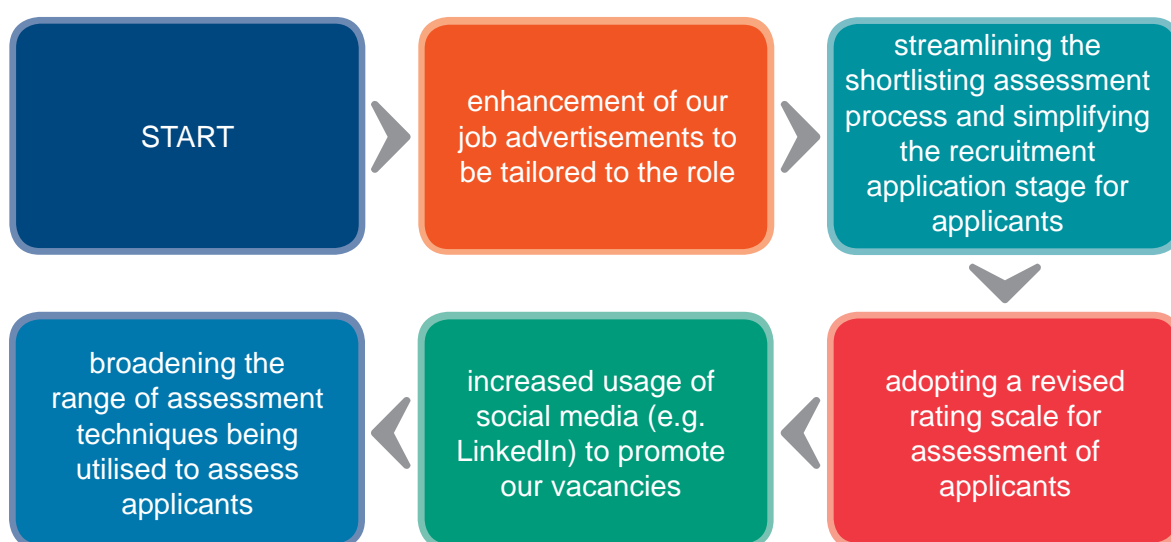 START
enhancement of our
job advertisements to
be tailored to the role
streamlining the
shortlisting assessment
process and simplifying
the recruitment
application stage for
applicants
adopting a revised
rating scale for
assessment of
applicants
increased usage of
social media (e.g.
LinkedIn) to promote
our vacancies
broadening the
range of assessment
techniques being
utilised to assess
applicants